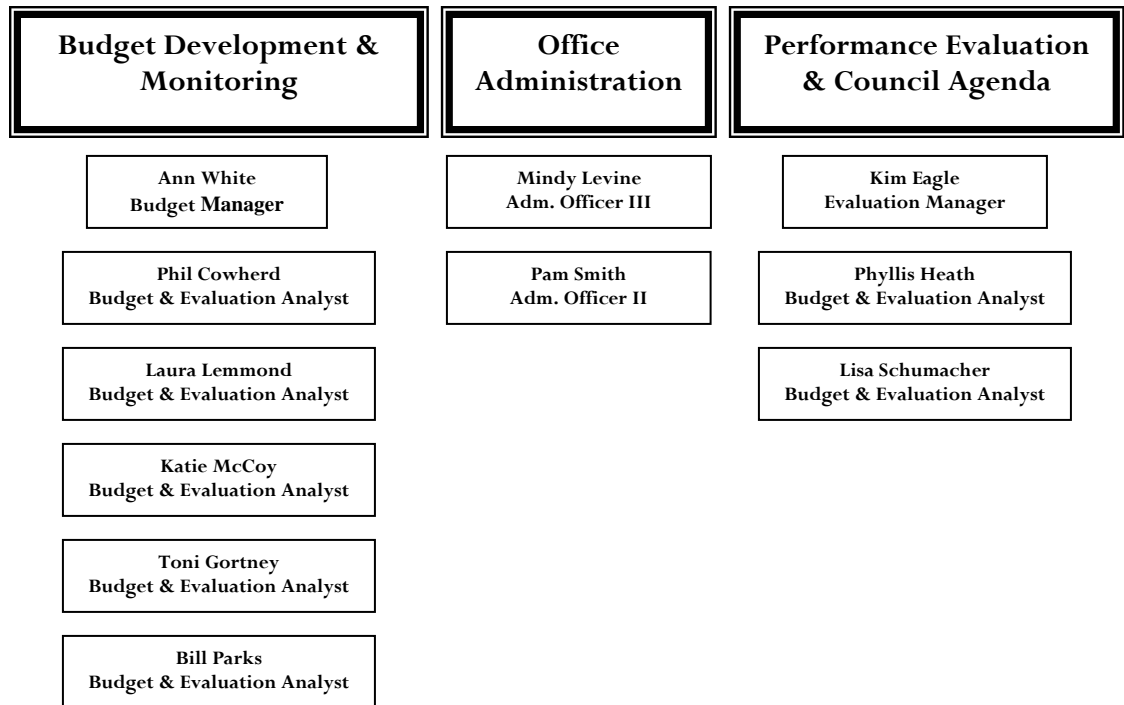 Budget Development &
Monitoring
Ann White
Budget Manager
Phil Cowherd
Budget & Evaluation Analyst
Laura Lemmond
Budget & Evaluation Analyst
Katie McCoy
Budget & Evaluation Analyst
Toni Gortney
Budget & Evaluation Analyst
Bill Parks
Budget & Evaluation Analyst
Office
Administration
Mindy Levine
Adm. Officer III
Pam Smith
Adm. Officer II
Performance Evaluation
& Council Agenda
Kim Eagle
Evaluation Manager
Phyllis Heath
Budget & Evaluation Analyst
Lisa Schumacher
Budget & Evaluation Analyst